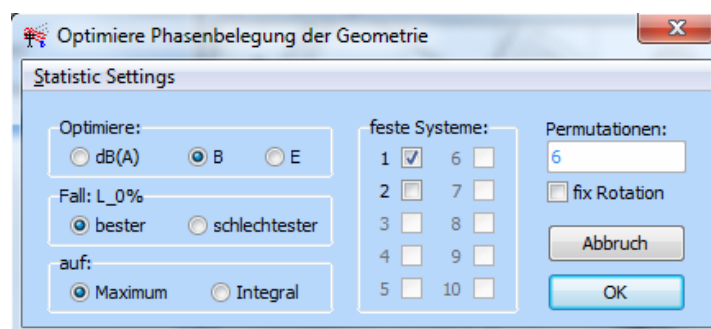 Optimiere Phasenbelegung der Geometrie
Statistic Settings
Optimiere:
dB(A) B E
Fall: L_0%
bester schlechtester
auf:
Maximum Integral
feste Systeme:
1 6
2 7
3 8
4 9
5 10
Permutationen:
6
fix Rotation
Abbruch
OK